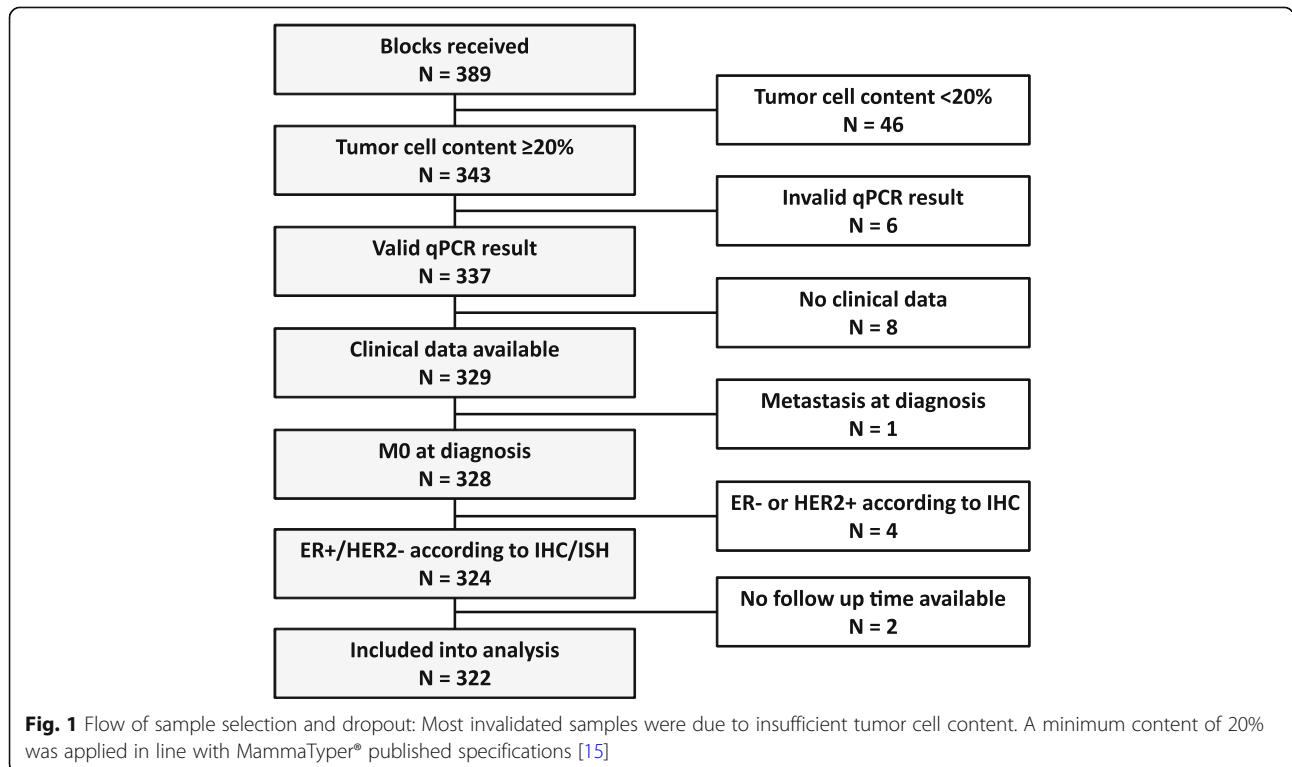 Blocks received
N = 389
Tumor cell content <20%
N = 46
Tumor cell content ≥20%
N = 343
Invalid qPCR result
N = 6
Valid qPCR result
N = 337
No clinical data
N = 8
Clinical data available
N = 329
Metastasis at diagnosis
N = 1
M0 at diagnosis
N = 328
ER- or HER2+ according to IHC
N = 4
ER+/HER2- according to IHC/ISH
N = 324
No follow up time available
N = 2
Included into analysis
N = 322
Fig. 1 Flow of sample selection and dropout: Most invalidated samples were due to insufficient tumor cell content. A minimum content of 20%
was applied in line with MammaTyper® published specifications [15]